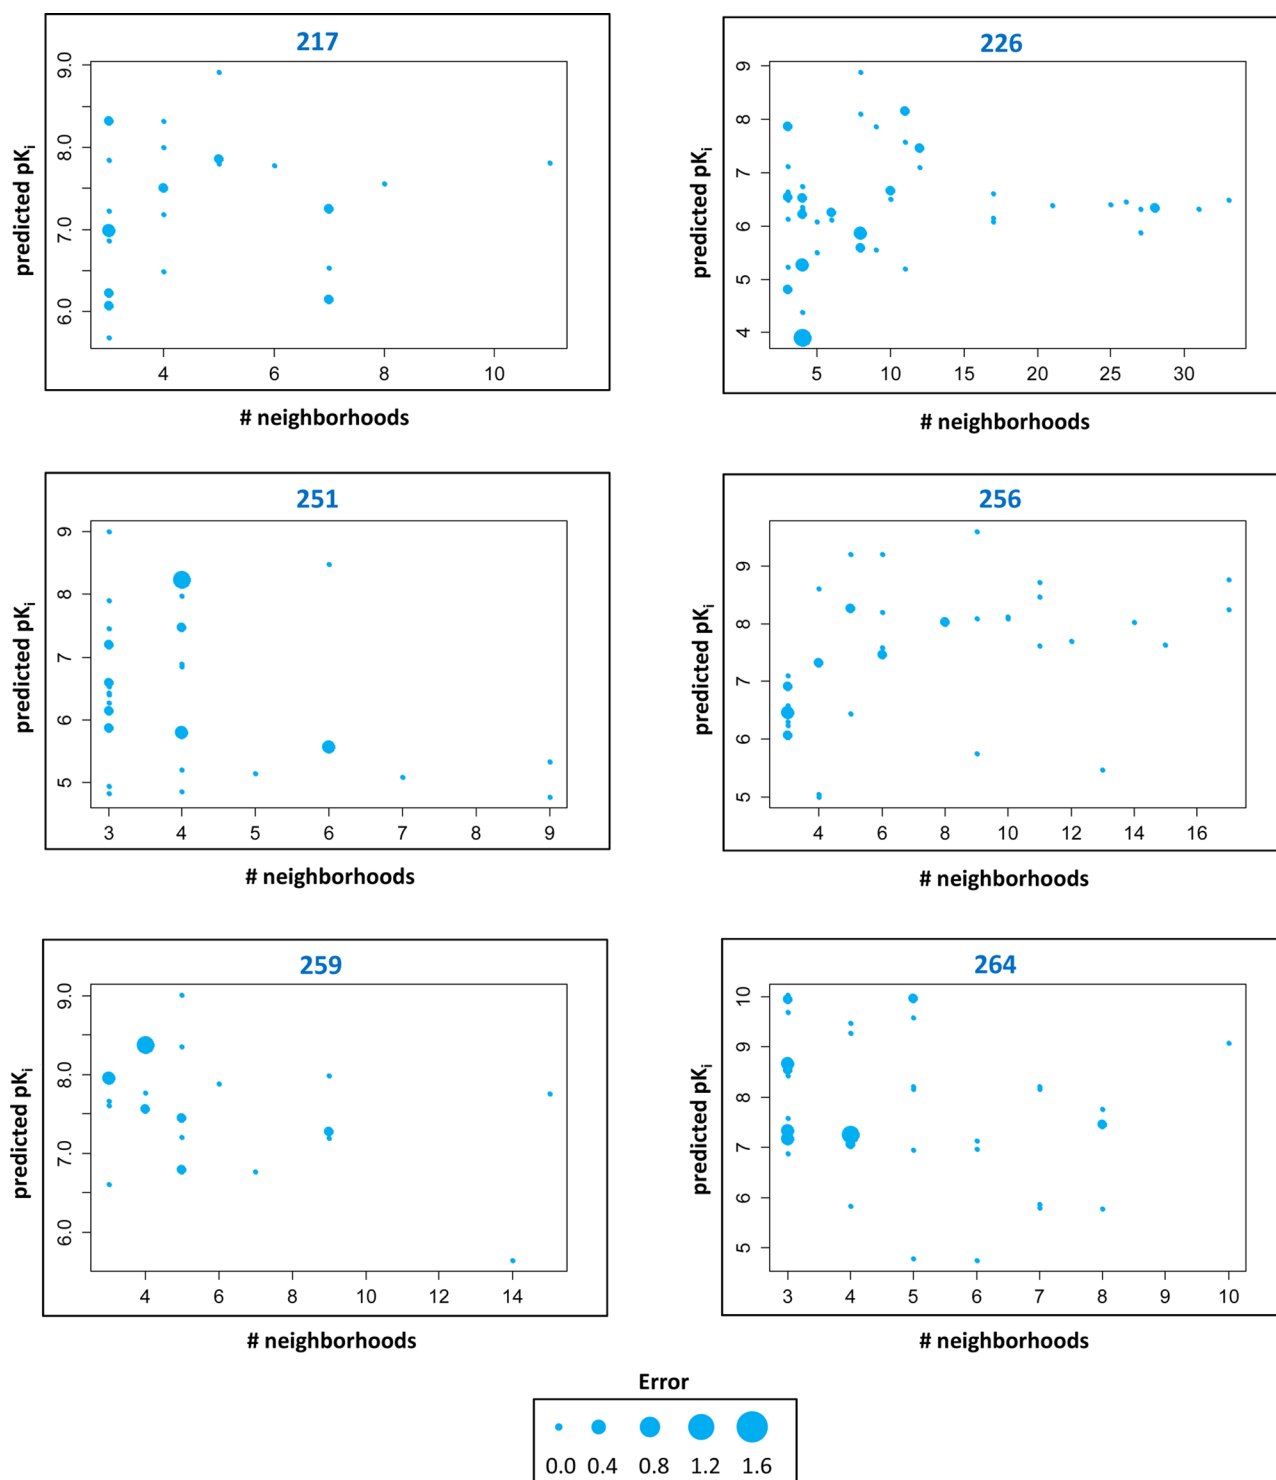 217
predicted pKi
9.0
8.0
7.0
6.0
4 6 8 10
# neighborhoods
226
predicted pKi
9
8
7
6
5
4
5 10 15 20 25 30
# neighborhoods
251
predicted pKi
9
8
7
6
5
3 4 5 6 7 8 9
# neighborhoods
256
predicted pKi
9
8
7
6
5
4 6 8 10 12 14 16
# neighborhoods
259
predicted pKi
9.0
8.0
7.0
6.0
4 6 8 10 12 14
# neighborhoods
264
predicted pKi
10
9
8
7
6
5
3 4 5 6 7 8 9 10
# neighborhoods
Error
0.0 0.4 0.8 1.2 1.6